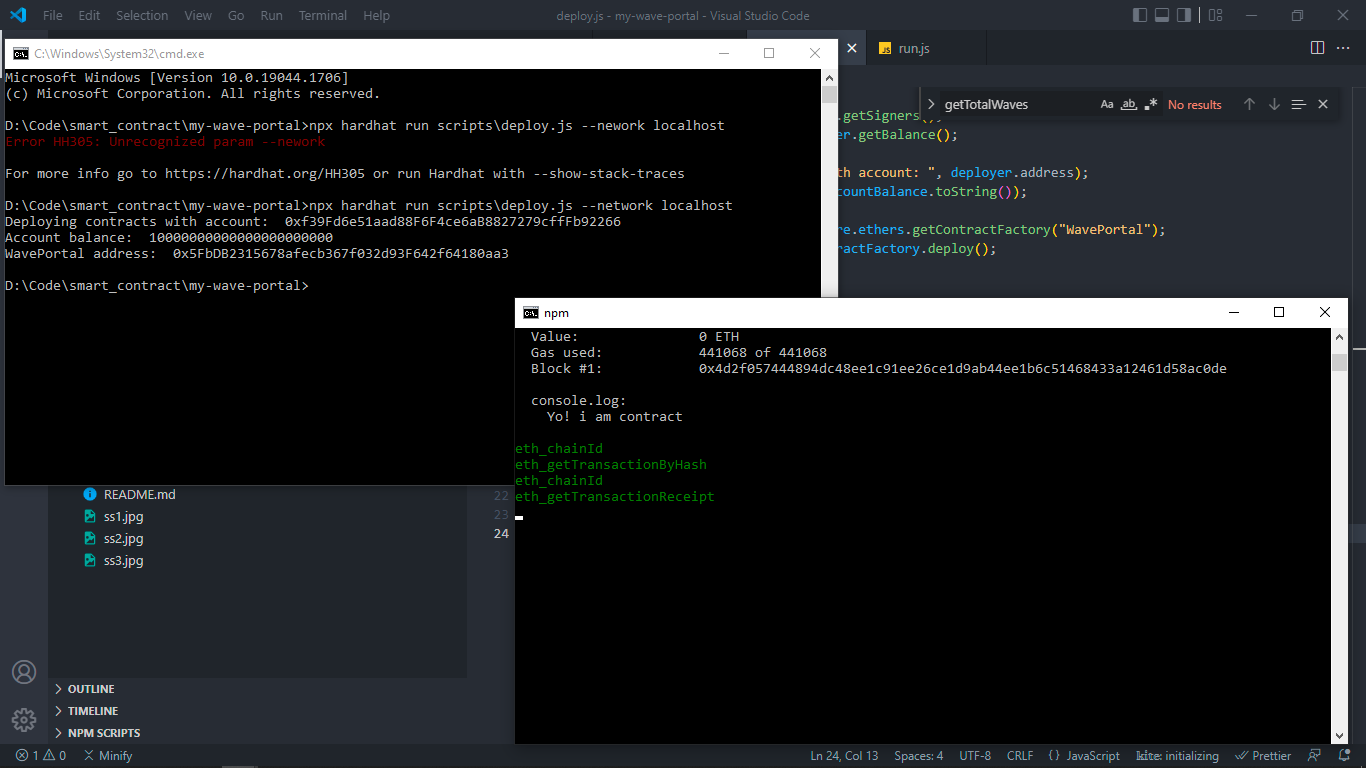 File Edit Selection View Go Run Terminal Help
deploy.js - my-wave-portal - Visual Studio Code
run.js
getTotalWaves Aa ab No results
C:\Windows\System32\cmd.exe
Microsoft Windows [Version 10.0.19044.1706]
(c) Microsoft Corporation. All rights reserved.
D:\Code\smart_contract\my-wave-portal>npx hardhat run scripts\deploy.js --nework localhost
Error HH305: Unrecognized param --nework
For more info go to https://hardhat.org/HH305 or run Hardhat with --show-stack-traces
D:\Code\smart_contract\my-wave-portal>npx hardhat run scripts\deploy.js --network localhost
Deploying contracts with account:  0xf39Fd6e51aad88F6F4ce6aB8827279cffFb92266
Account balance:  10000000000000000000000
WavePortal address:  0x5FbDB2315678afecb367f032d93F642f64180aa3
D:\Code\smart_contract\my-wave-portal>
.getSigners();
er.getBalance();
th account: ", deployer.address);
countBalance.toString());
re.ethers.getContractFactory("WavePortal");
ractFactory.deploy();
npm
Value: 0 ETH
Gas used: 441068 of 441068
Block #1: 0x4d2f057444894dc48ee1c91ee26ce1d9ab44ee1b6c51468433a12461d58ac0de
console.log:
Yo! i am contract
eth_chainId
eth_getTransactionByHash
eth_chainId
eth_getTransactionReceipt
README.md
ss1.jpg
ss2.jpg
ss3.jpg
22
23
24
OUTLINE
TIMELINE
NPM SCRIPTS
1 0 Minify
Ln 24, Col 13 Spaces: 4 UTF-8 CRLF {} JavaScript kite: initializing Prettier